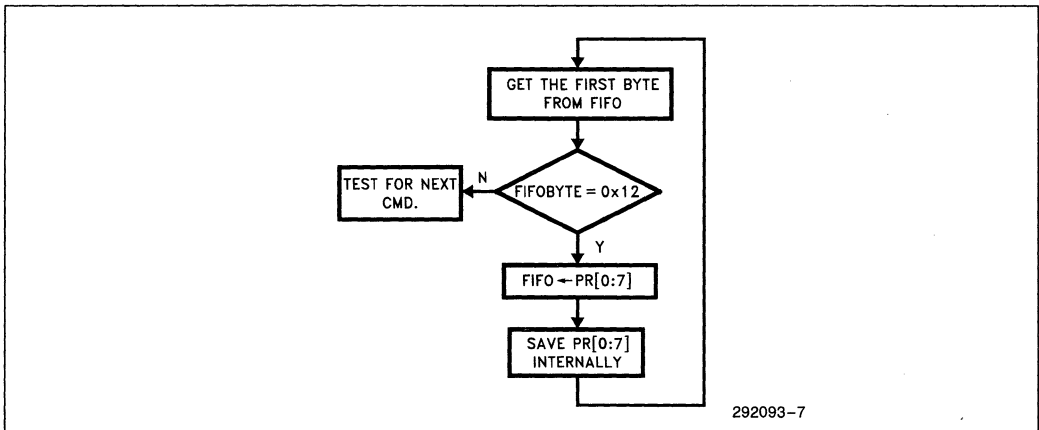 GET THE FIRST BYTE
FROM FIFO
FIFOBYTE = 0x12
N
TEST FOR NEXT
CMD.
Y
FIFO ← PR[0:7]
SAVE PR[0:7]
INTERNALLY
292093-7